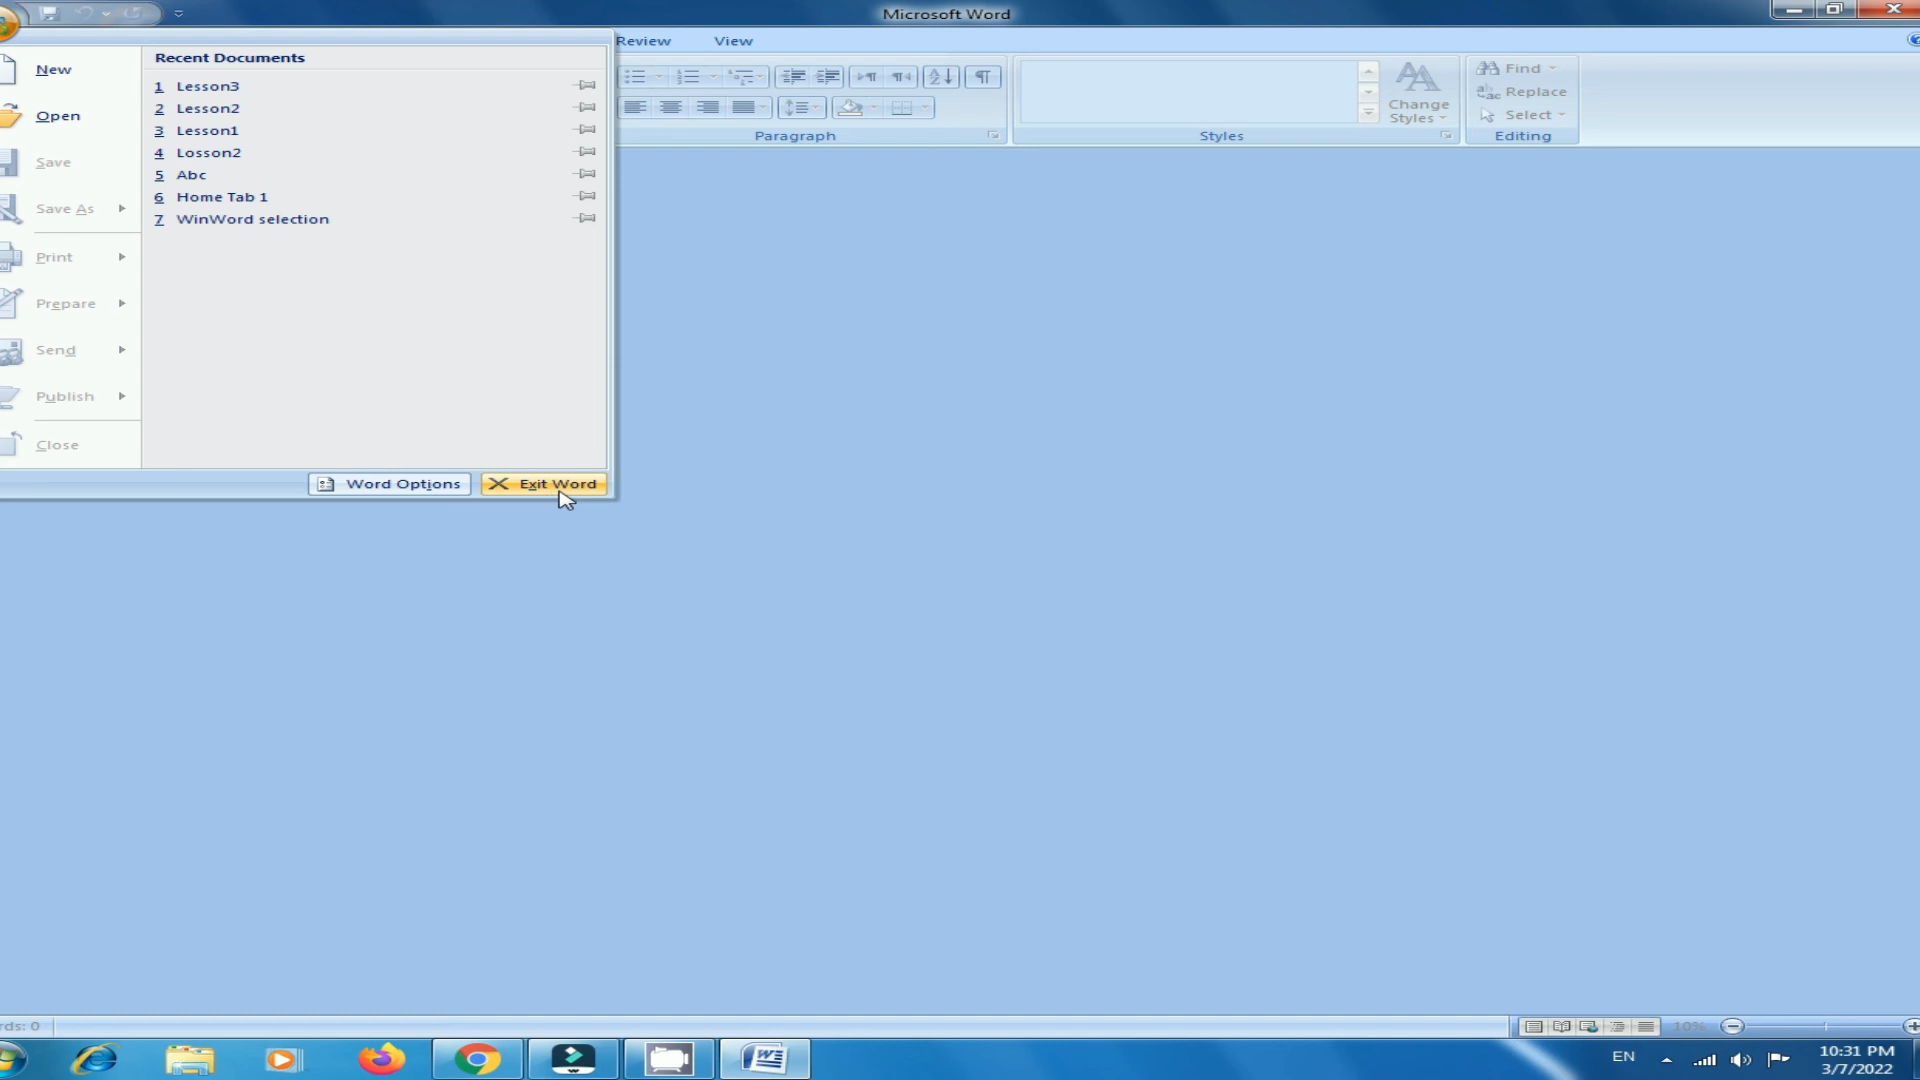 Microsoft Word
Review View
Recent Documents
New
Open
Save
Save As
Print
Prepare
Send
Publish
Close
1 Lesson3
2 Lesson2
3 Lesson1
4 Losson2
5 Abc
6 Home Tab 1
7 WinWord selection
Word Options
Exit Word
Paragraph
Change
Styles
Styles
Find
Replace
Select
Editing
rds: 0
10%
EN
10:31 PM
3/7/2022